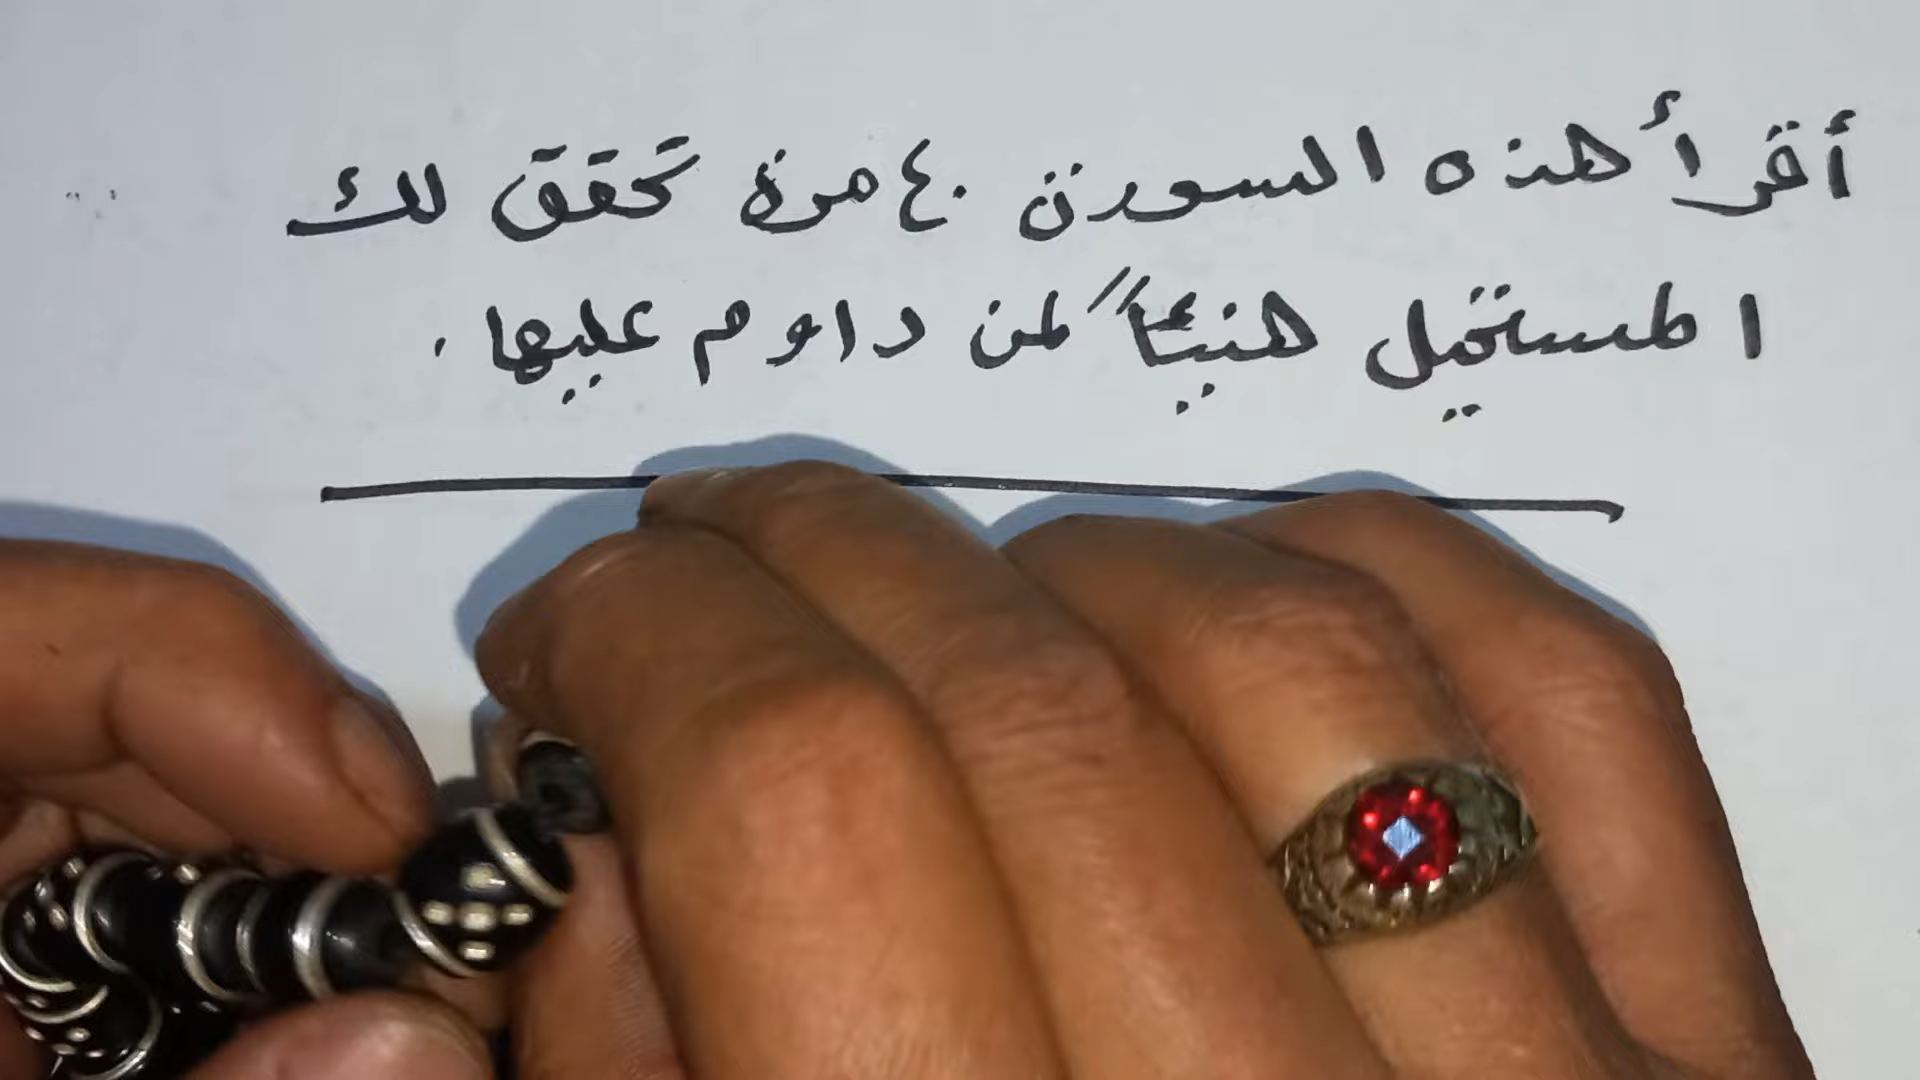 أقرأ هذه السورة ٤٠ مرة تحقق لك
المستحيل هنيئاً لمن داوم عليها.